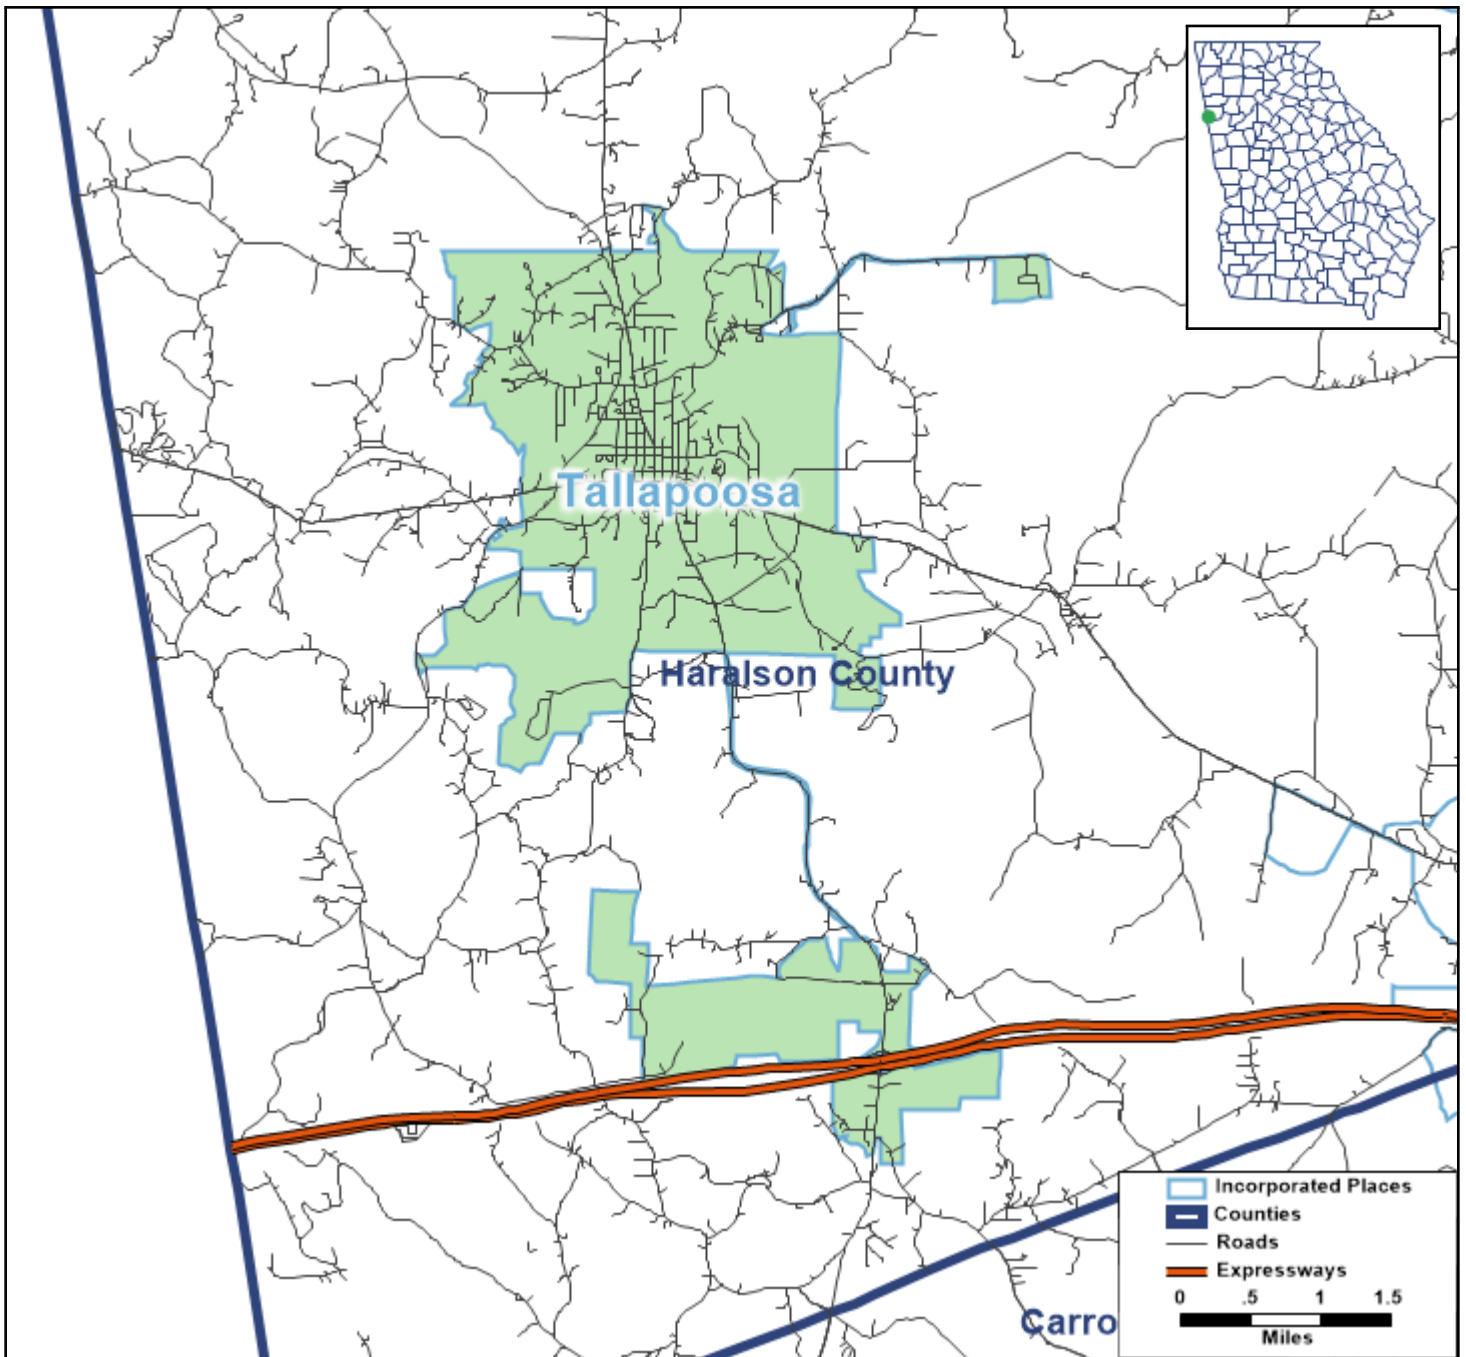 Tallapoosa
Haralson County
Carro
Incorporated Places
Counties
Roads
Expressways
0 .5 1 1.5
Miles